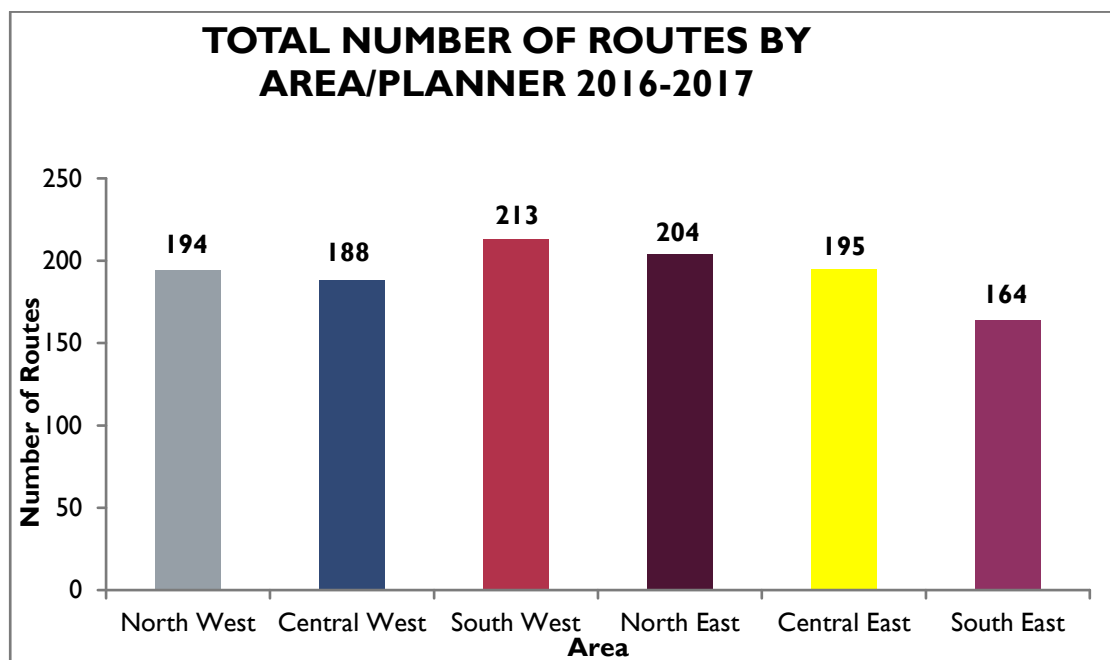 TOTAL NUMBER OF ROUTES BY
AREA/PLANNER 2016-2017
Number of Routes
250
200
150
100
50
0
194
188
213
204
195
164
North West
Central West
South West
North East
Central East
South East
Area